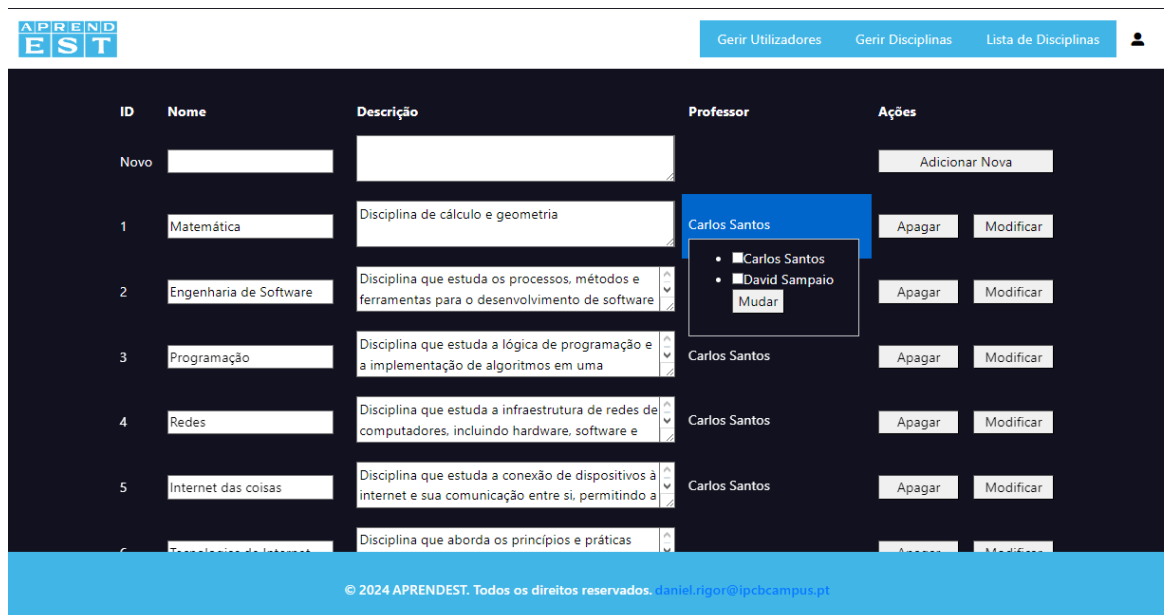 APREND
EST
Gerir Utilizadores Gerir Disciplinas Lista de Disciplinas
ID Nome Descrição Professor Ações
Novo Adicionar Nova
1 Matemática Disciplina de cálculo e geometria Carlos Santos Apagar Modificar
Carlos Santos
David Sampaio
Mudar
2 Engenharia de Software Disciplina que estuda os processos, métodos e
ferramentas para o desenvolvimento de software Apagar Modificar
3 Programação Disciplina que estuda a lógica de programação e
a implementação de algoritmos em uma Carlos Santos Apagar Modificar
4 Redes Disciplina que estuda a infraestrutura de redes de
computadores, incluindo hardware, software e Carlos Santos Apagar Modificar
5 Internet das coisas Disciplina que estuda a conexão de dispositivos à
internet e sua comunicação entre si, permitindo a Carlos Santos Apagar Modificar
Disciplina que aborda os princípios e práticas
© 2024 APRENDEST. Todos os direitos reservados. daniel.rigor@ipcbcampus.pt